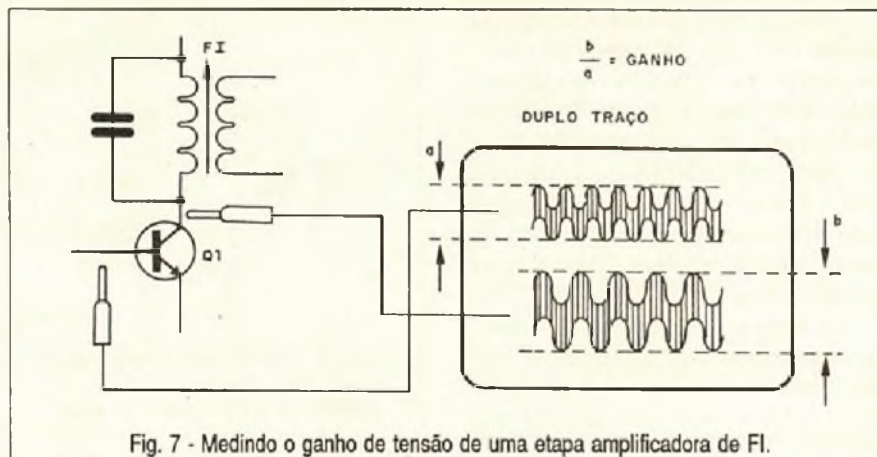 FI
b
a = GANHO
DUPLO TRAÇO
a
b
Q1
Fig. 7 - Medindo o ganho de tensão de uma etapa amplificadora de FI.